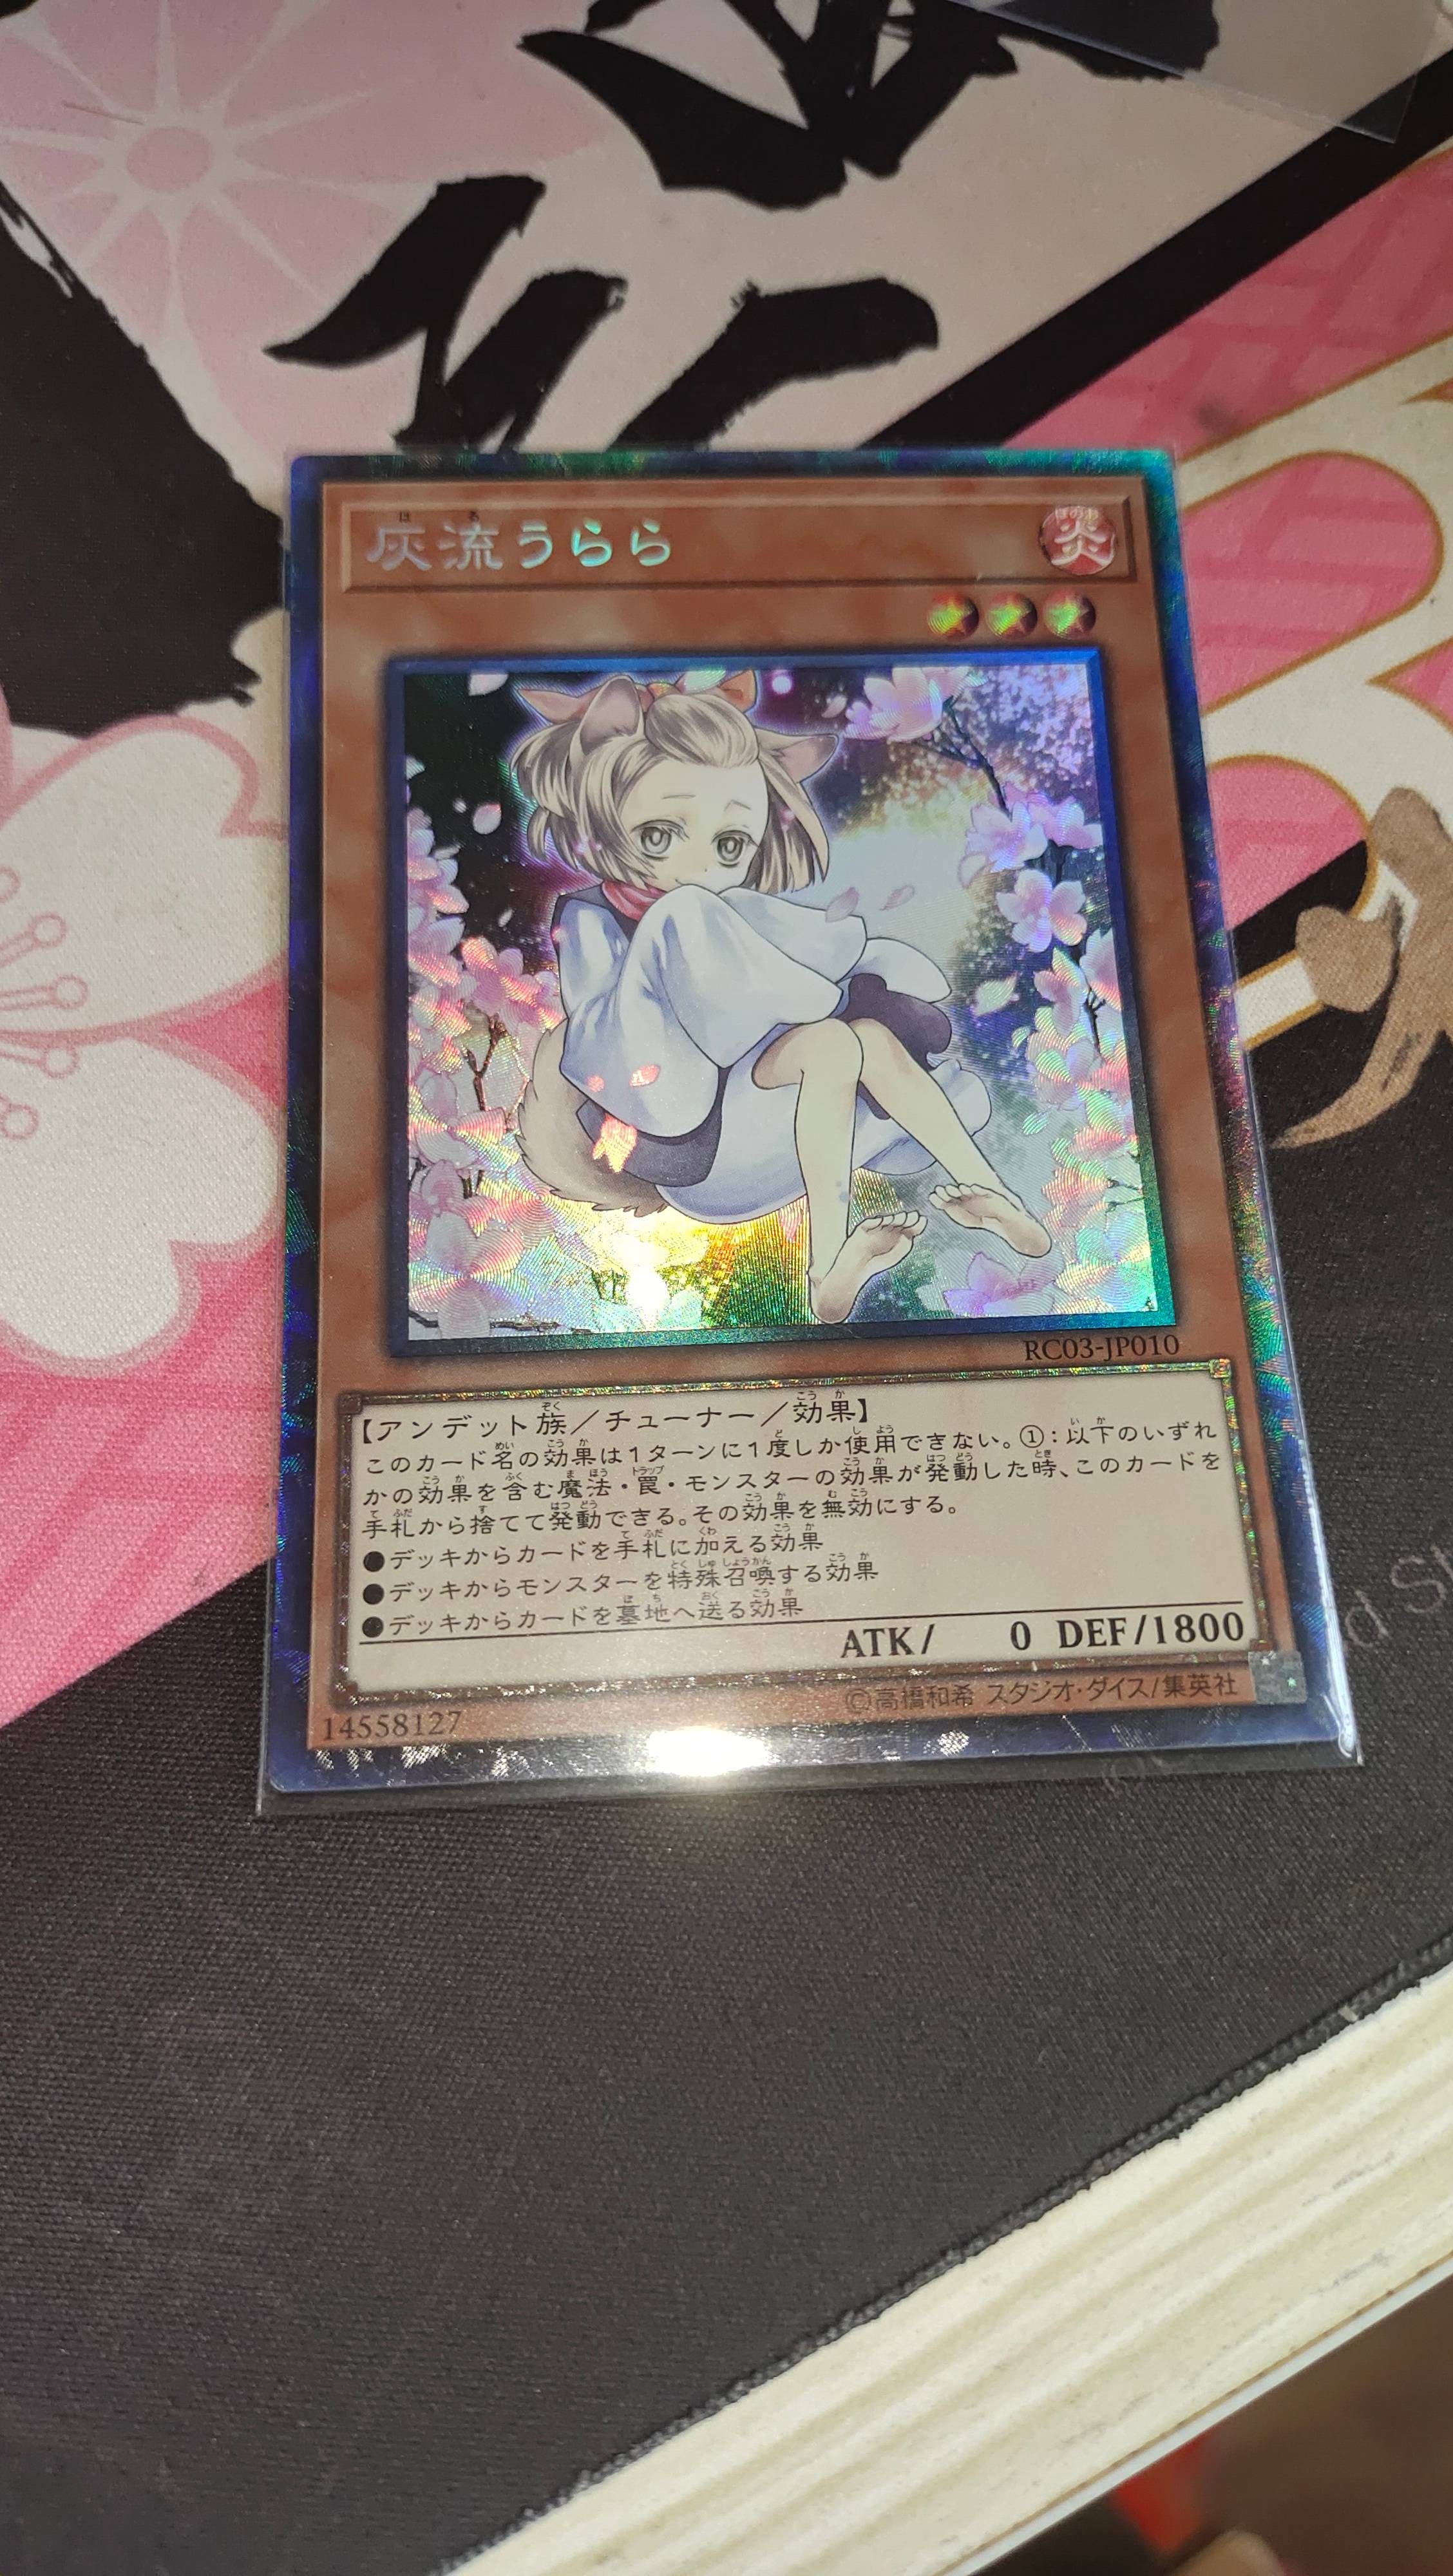 灰流うらら
炎
RC03-JP010
【アンデット族／チューナー／効果】
このカード名の効果は１ターンに１度しか使用できない。①：以下のいずれ
かの効果を含む魔法・罠・モンスターの効果が発動した時、このカードを
手札から捨てて発動できる。その効果を無効にする。
●デッキからカードを手札に加える効果
●デッキからモンスターを特殊召喚する効果
●デッキからカードを墓地へ送る効果
ATK/ 0 DEF/1800
14558127
©高橋和希 スタジオ・ダイス/集英社